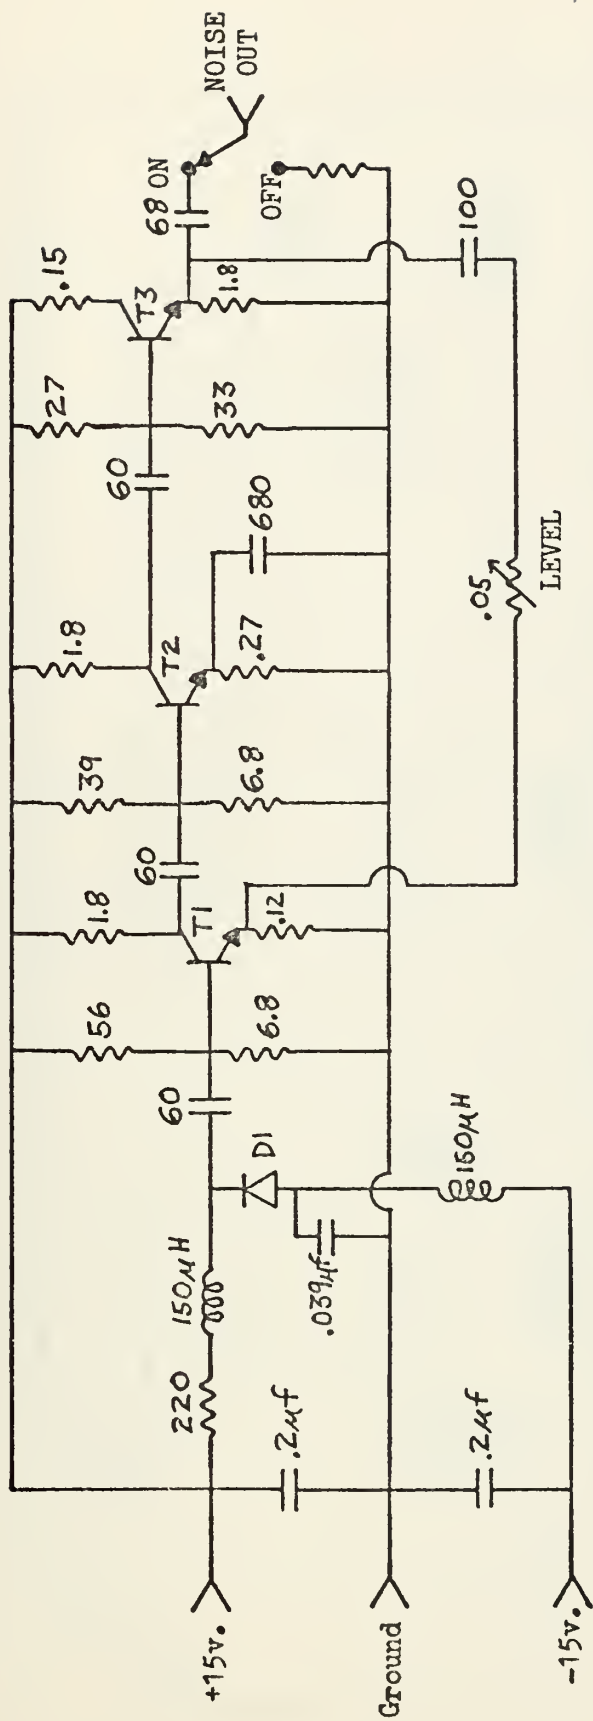 .15
27
1.8
39
1.8
56
60
60
60
T3
T2
T1
68
ON
NOISE
OUT
OFF
1.8
33
680
.27
6.8
.12
6.8
D1
150μH
220
.039μf
150μH
.2μf
.2μf
100
.05
LEVEL
+15v.
Ground
-15v.